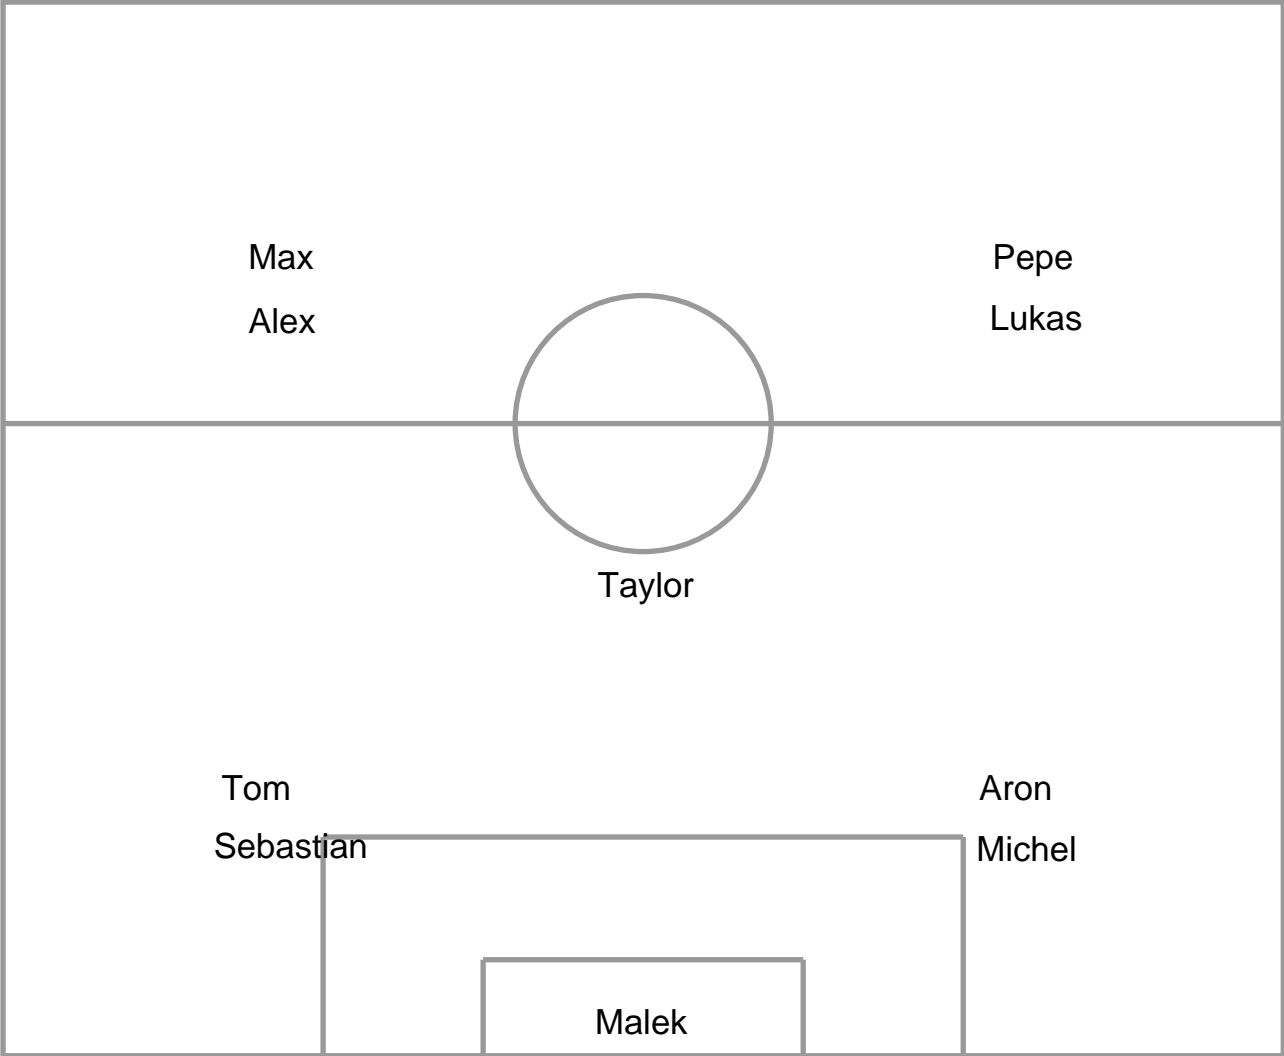 Max
Pepe
Alex
Lukas
Taylor
Tom
Aron
Sebastian
Michel
Malek